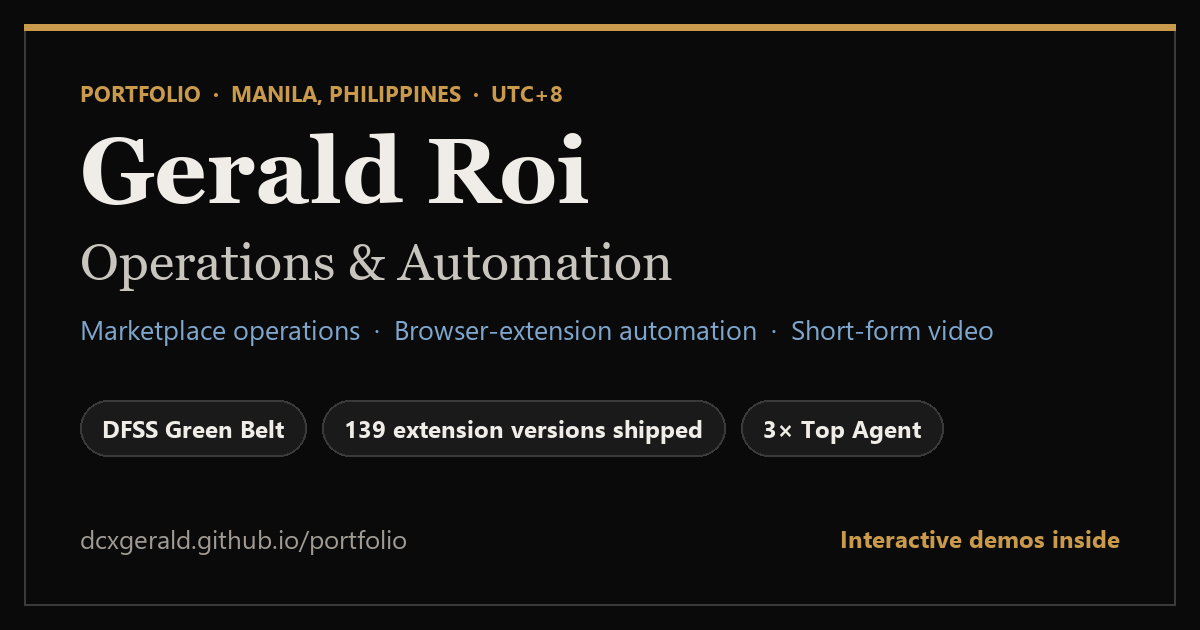 PORTFOLIO · MANILA, PHILIPPINES · UTC+8
Gerald Roi
Operations & Automation
Marketplace operations · Browser-extension automation · Short-form video
DFSS Green Belt
139 extension versions shipped
3× Top Agent
dcxgerald.github.io/portfolio
Interactive demos inside